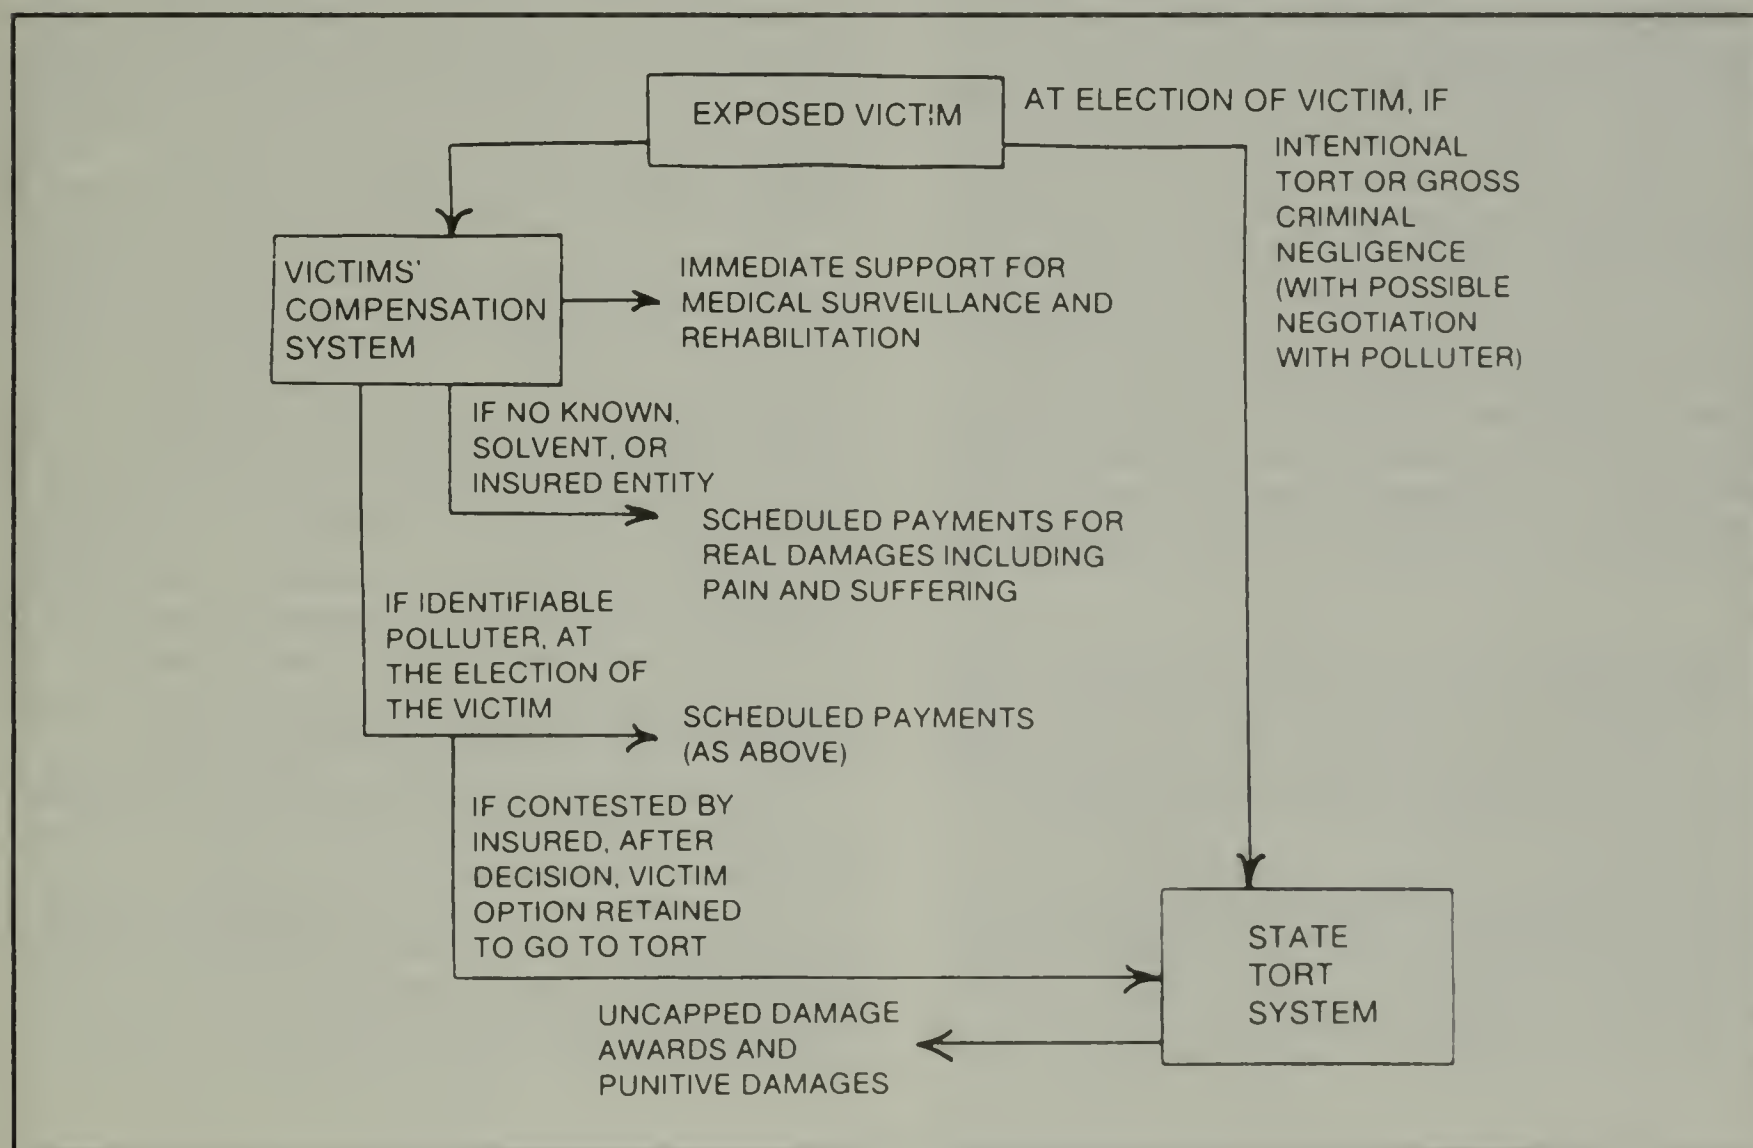 EXPOSED VICTIM
AT ELECTION OF VICTIM, IF
INTENTIONAL
TORT OR GROSS
CRIMINAL
NEGLIGENCE
(WITH POSSIBLE
NEGOTIATION
WITH POLLUTER)
VICTIMS'
COMPENSATION
SYSTEM
IMMEDIATE SUPPORT FOR
MEDICAL SURVEILLANCE AND
REHABILITATION
IF NO KNOWN,
SOLVENT, OR
INSURED ENTITY
SCHEDULED PAYMENTS FOR
REAL DAMAGES INCLUDING
PAIN AND SUFFERING
IF IDENTIFIABLE
POLLUTER, AT
THE ELECTION OF
THE VICTIM
SCHEDULED PAYMENTS
(AS ABOVE)
IF CONTESTED BY
INSURED, AFTER
DECISION, VICTIM
OPTION RETAINED
TO GO TO TORT
STATE
TORT
SYSTEM
UNCAPPED DAMAGE
AWARDS AND
PUNITIVE DAMAGES